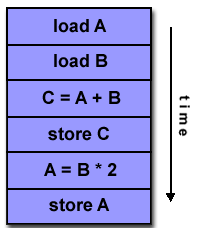 load A
load B
C = A + B
store C
A = B * 2
store A
time